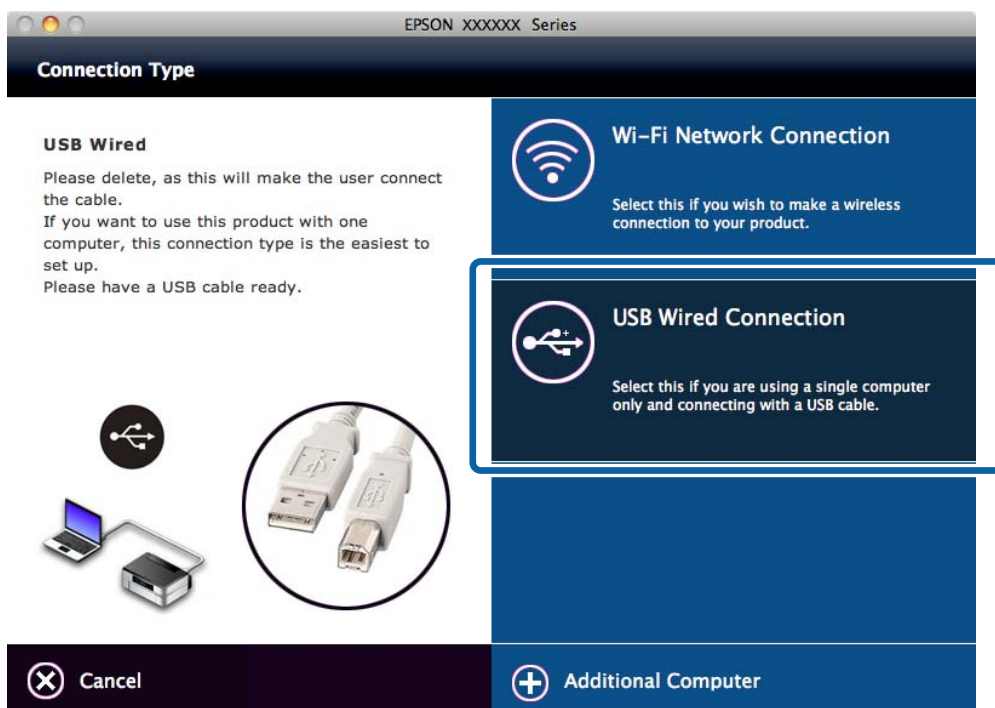 EPSON XXXXXX Series
Connection Type
USB Wired
Please delete, as this will make the user connect
the cable.
If you want to use this product with one
computer, this connection type is the easiest to
set up.
Please have a USB cable ready.
Wi-Fi Network Connection
Select this if you wish to make a wireless
connection to your product.
USB Wired Connection
Select this if you are using a single computer
only and connecting with a USB cable.
Cancel
Additional Computer